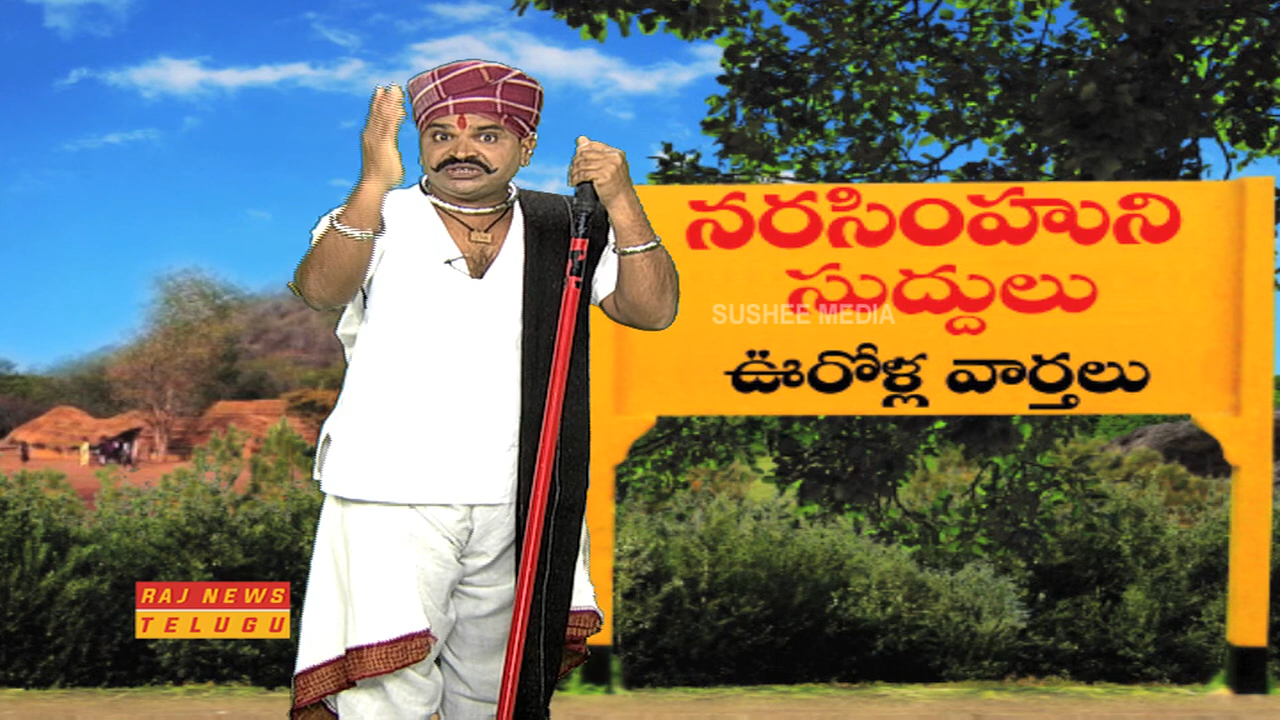 నరసింహుని
సుద్దులు
SUSHEE MEDIA
ఊరోళ్ల వార్తలు
RAJ NEWS
TELUGU